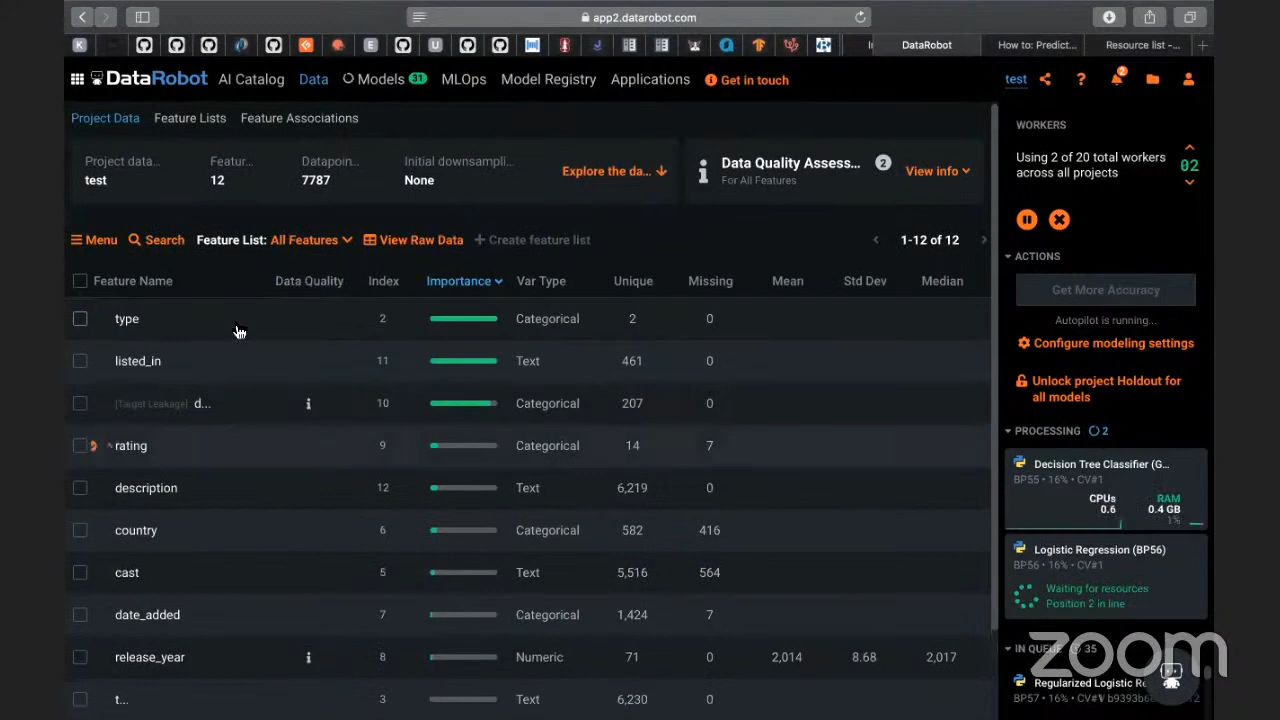 app2.datarobot.com
DataRobot
How to: Predict...
Resource list -...
DataRobot AI Catalog Data Models 31 MLOps Model Registry Applications Get in touch
test ? 2
Project Data Feature Lists Feature Associations
Project data... Featur... Datapoin... Initial downsampli...
test 12 7787 None
Explore the da...
Data Quality Assess... 2
For All Features
View info
Menu Search Feature List: All Features View Raw Data + Create feature list 1-12 of 12
Feature Name Data Quality Index Importance Var Type Unique Missing Mean Std Dev Median
type 2 Categorical 2 0
listed_in 11 Text 461 0
[Target Leakage] d... i 10 Categorical 207 0
rating 9 Categorical 14 7
description 12 Text 6,219 0
country 6 Categorical 582 416
cast 5 Text 5,516 564
date_added 7 Categorical 1,424 7
release_year i 8 Numeric 71 0 2,014 8.68 2,017
t... 3 Text 6,230 0
WORKERS
Using 2 of 20 total workers
across all projects
02
ACTIONS
Get More Accuracy
Autopilot is running...
Configure modeling settings
Unlock project Holdout for
all models
PROCESSING 2
Decision Tree Classifier (G...
BP55 • 16% • CV#1
CPUs RAM
0.6 0.4 GB
1%
Logistic Regression (BP56)
BP56 • 16% • CV#1
Waiting for resources
Position 2 in line
IN QUEUE 35
Regularized Logistic Re
BP57 • 16% • CV#1
zoom